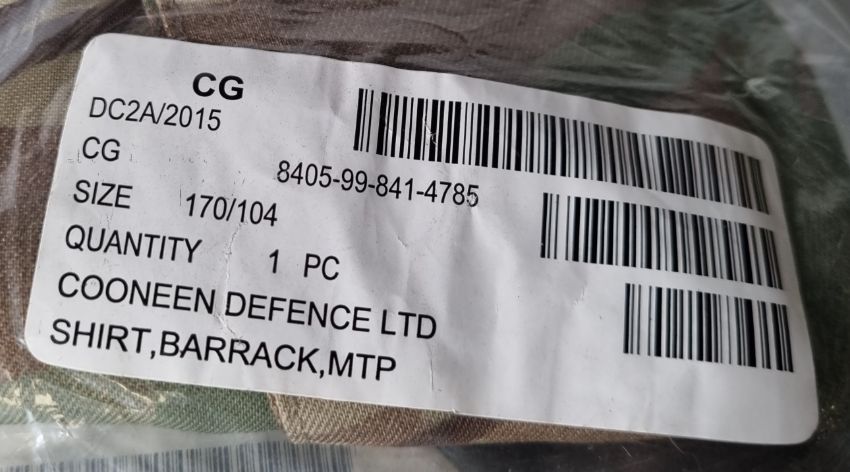 CG
DC2A/2015
CG
8405-99-841-4785
SIZE 170/104
QUANTITY 1 PC
COONEEN DEFENCE LTD
SHIRT,BARRACK,MTP